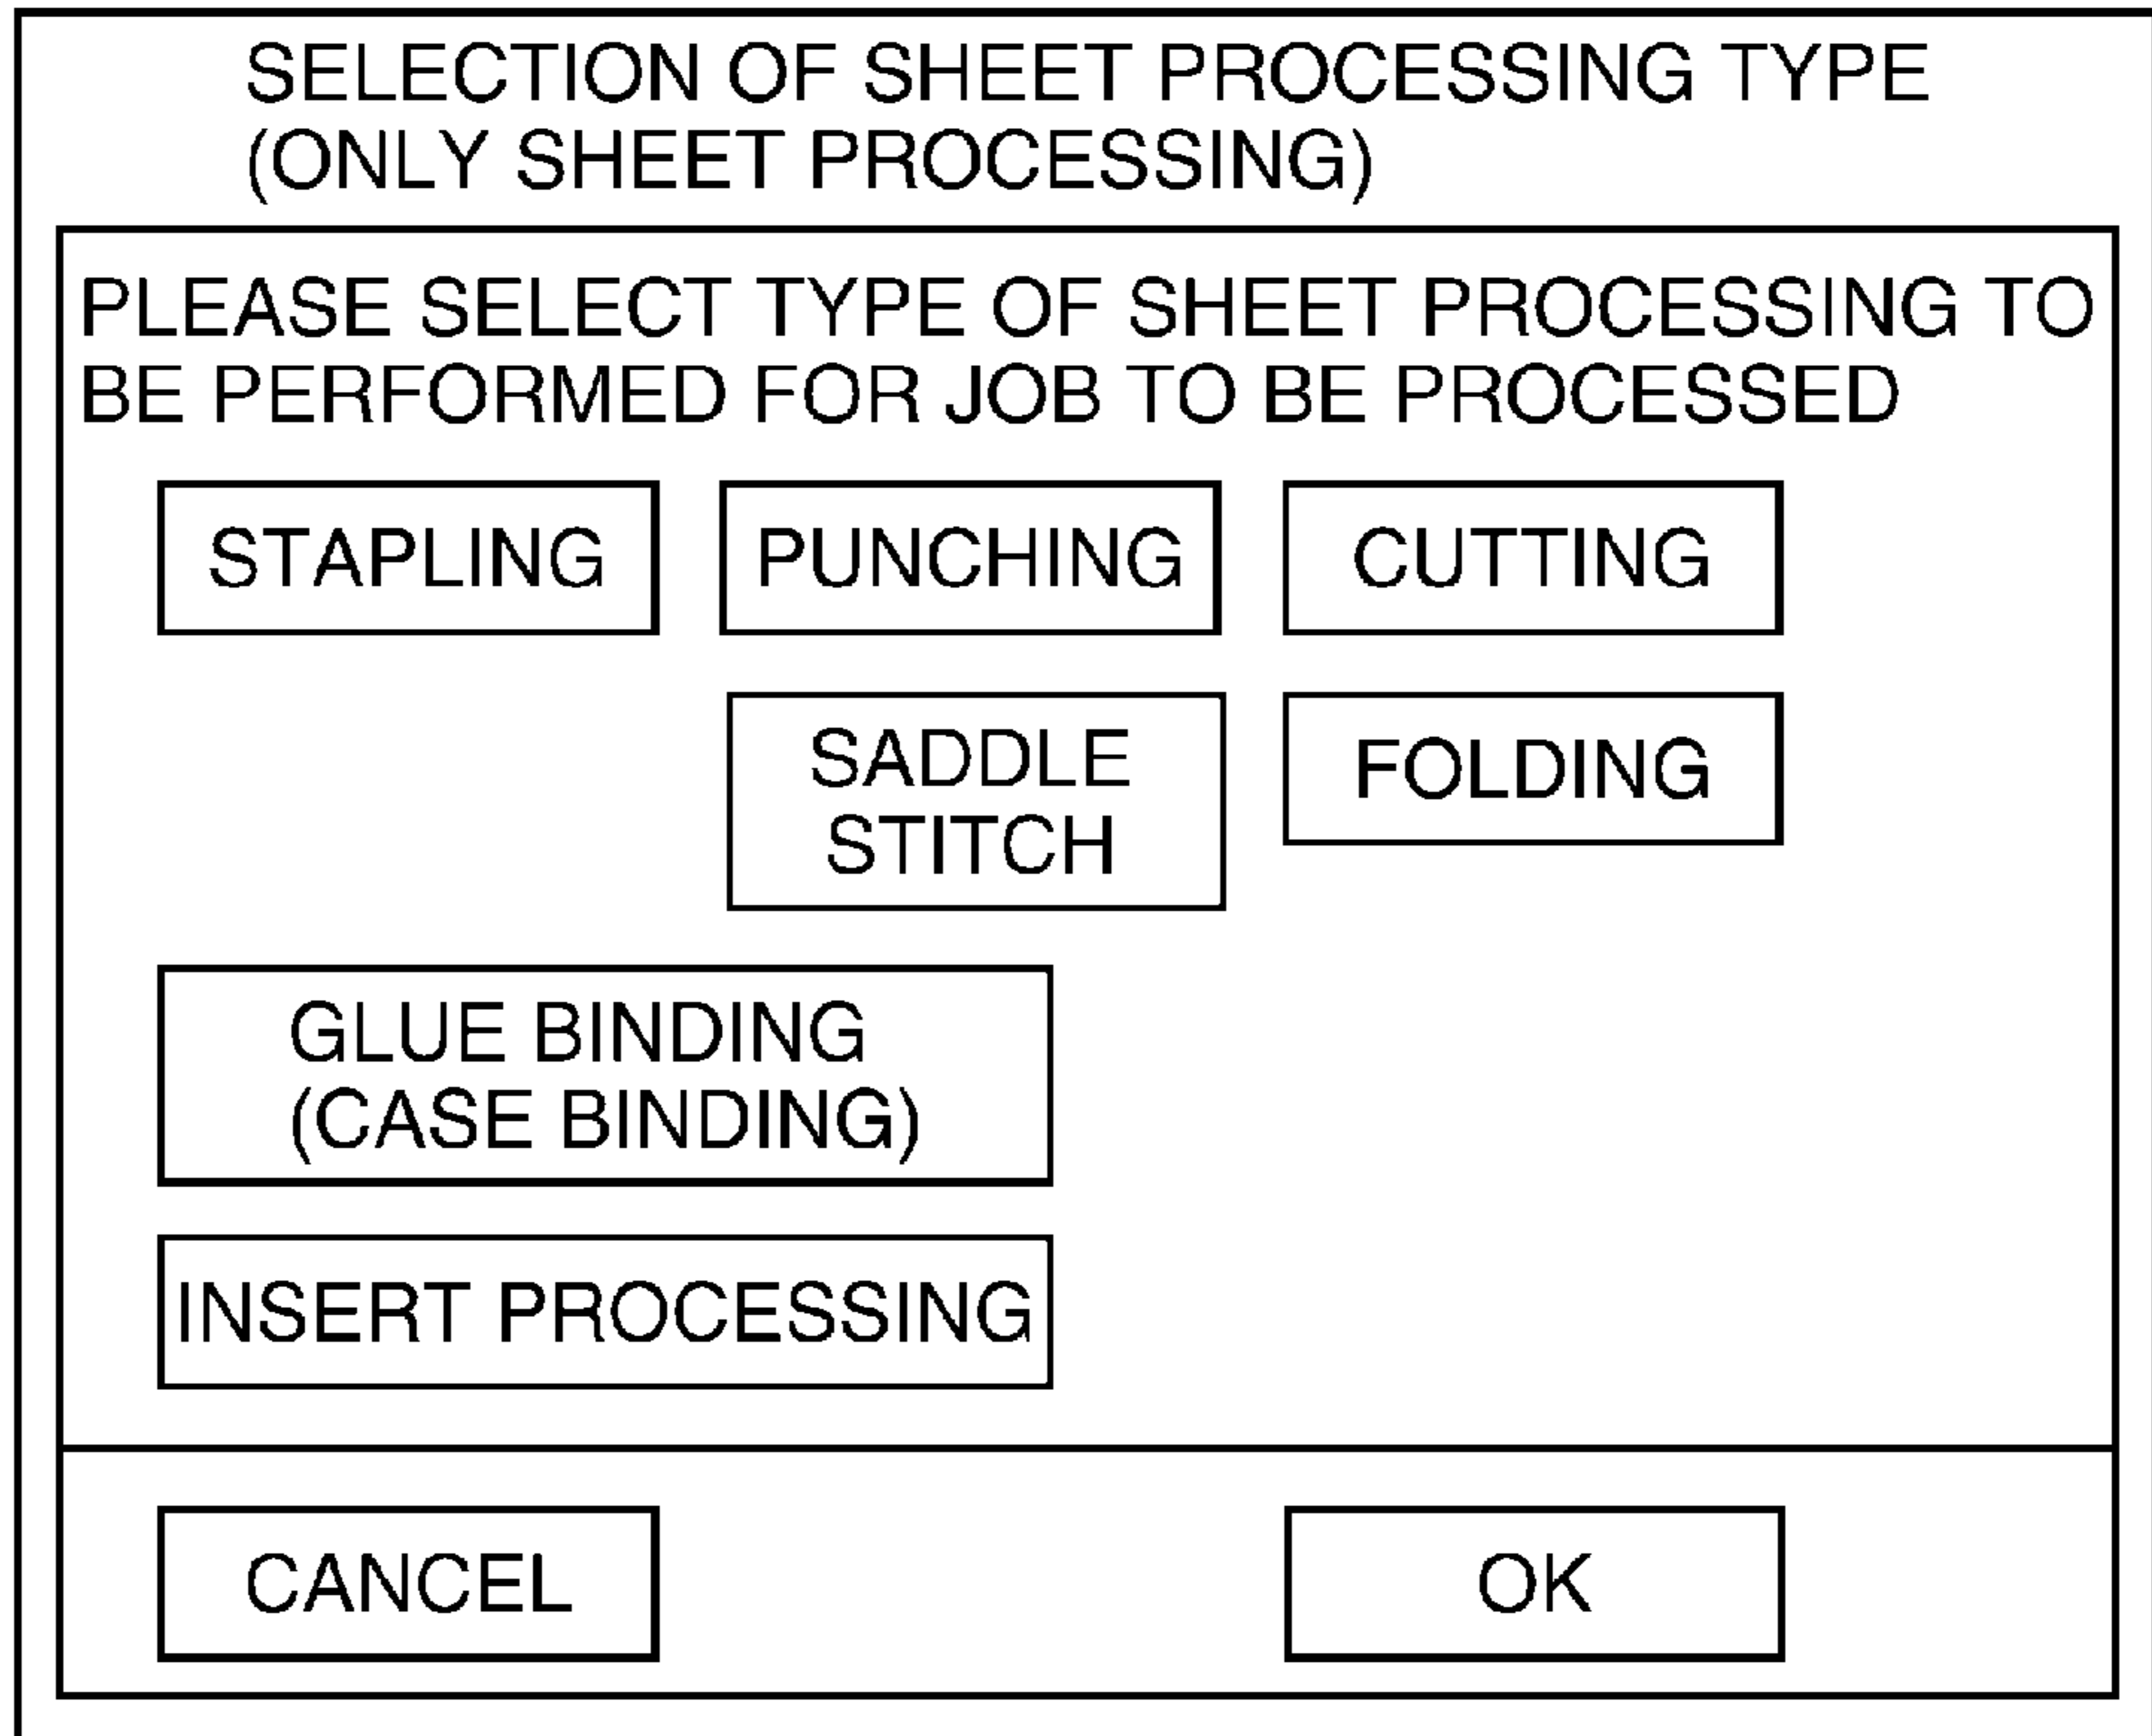 SELECTION OF SHEET PROCESSING TYPE
(ONLY SHEET PROCESSING)
PLEASE SELECT TYPE OF SHEET PROCESSING TO
BE PERFORMED FOR JOB TO BE PROCESSED
STAPLING
PUNCHING
CUTTING
SADDLE
STITCH
FOLDING
GLUE BINDING
(CASE BINDING)
INSERT PROCESSING
CANCEL
OK